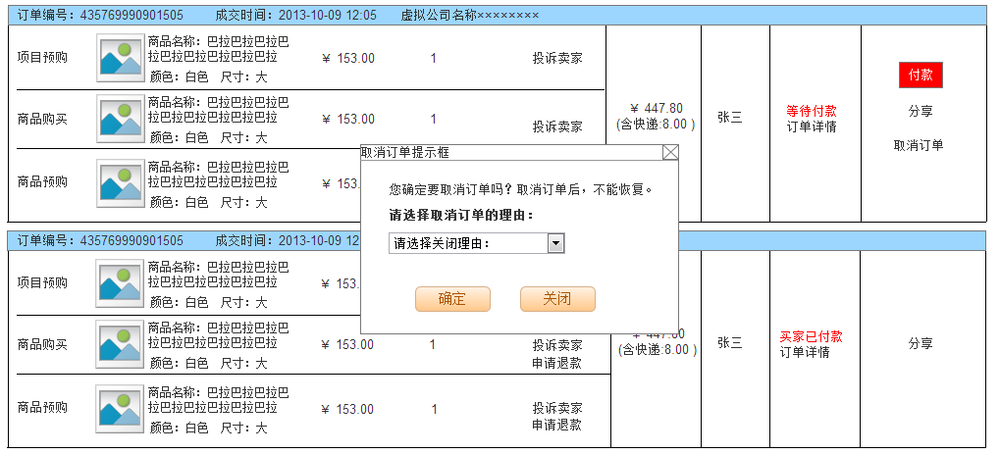 订单编号：435769990901505 成交时间：2013-10-09 12:05 虚拟公司名称××××××××
项目预购
商品名称：巴拉巴拉巴拉巴
拉巴拉巴拉巴拉巴拉巴拉
颜色：白色 尺寸：大
￥ 153.00
1
投诉卖家
商品购买
商品名称：巴拉巴拉巴拉巴
拉巴拉巴拉巴拉巴拉巴拉
颜色：白色 尺寸：大
￥ 153.00
1
投诉卖家
商品预购
商品名称：巴拉巴拉巴拉巴
拉巴拉巴拉巴拉巴拉巴拉
颜色：白色 尺寸：大
￥ 153
￥ 447.80
(含快递:8.00 )
张三
等待付款
订单详情
付款
分享
取消订单
取消订单提示框
您确定要取消订单吗？取消订单后，不能恢复。
请选择取消订单的理由：
请选择关闭理由：
确定
关闭
订单编号：435769990901505 成交时间：2013-10-09 12
项目预购
商品名称：巴拉巴拉巴拉巴
拉巴拉巴拉巴拉巴拉巴拉
颜色：白色 尺寸：大
￥ 153.
商品购买
商品名称：巴拉巴拉巴拉巴
拉巴拉巴拉巴拉巴拉巴拉
颜色：白色 尺寸：大
￥ 153.00
1
投诉卖家
申请退款
商品预购
商品名称：巴拉巴拉巴拉巴
拉巴拉巴拉巴拉巴拉巴拉
颜色：白色 尺寸：大
￥ 153.00
1
投诉卖家
申请退款
￥ 447.80
(含快递:8.00 )
张三
买家已付款
订单详情
分享